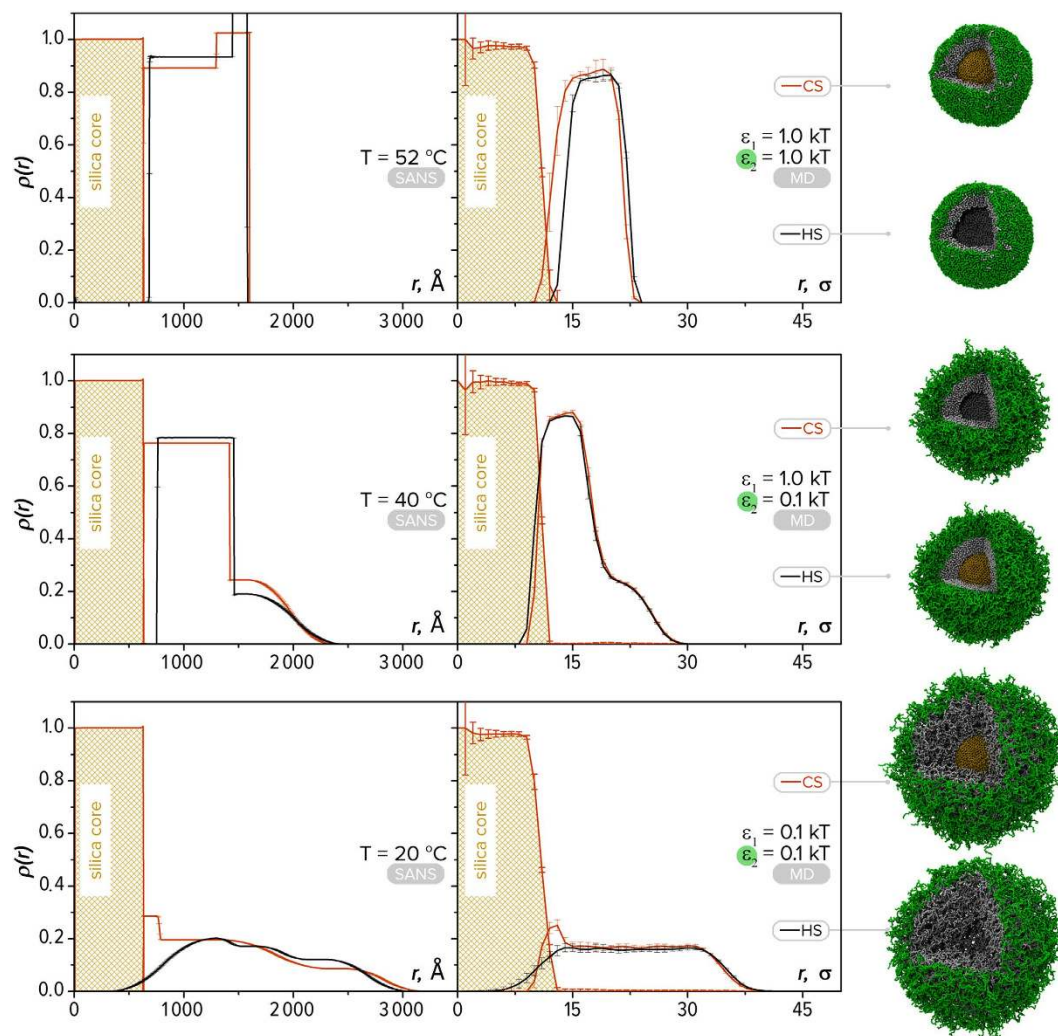 1.0
0.8
0.6
0.4
0.2
0.0
ρ(r)
silica core
T = 52 °C
SANS
r, Å
0
1000
2000
3000
silica core
CS
ε₁ = 1.0 kT
ε₂ = 1.0 kT
MD
HS
r, σ
0
15
30
45
1.0
0.8
0.6
0.4
0.2
0.0
ρ(r)
silica core
T = 40 °C
SANS
r, Å
0
1000
2000
3000
silica core
CS
ε₁ = 1.0 kT
ε₂ = 0.1 kT
MD
HS
r, σ
0
15
30
45
1.0
0.8
0.6
0.4
0.2
0.0
ρ(r)
silica core
T = 20 °C
SANS
r, Å
0
1000
2000
3000
silica core
CS
ε₁ = 0.1 kT
ε₂ = 0.1 kT
MD
HS
r, σ
0
15
30
45